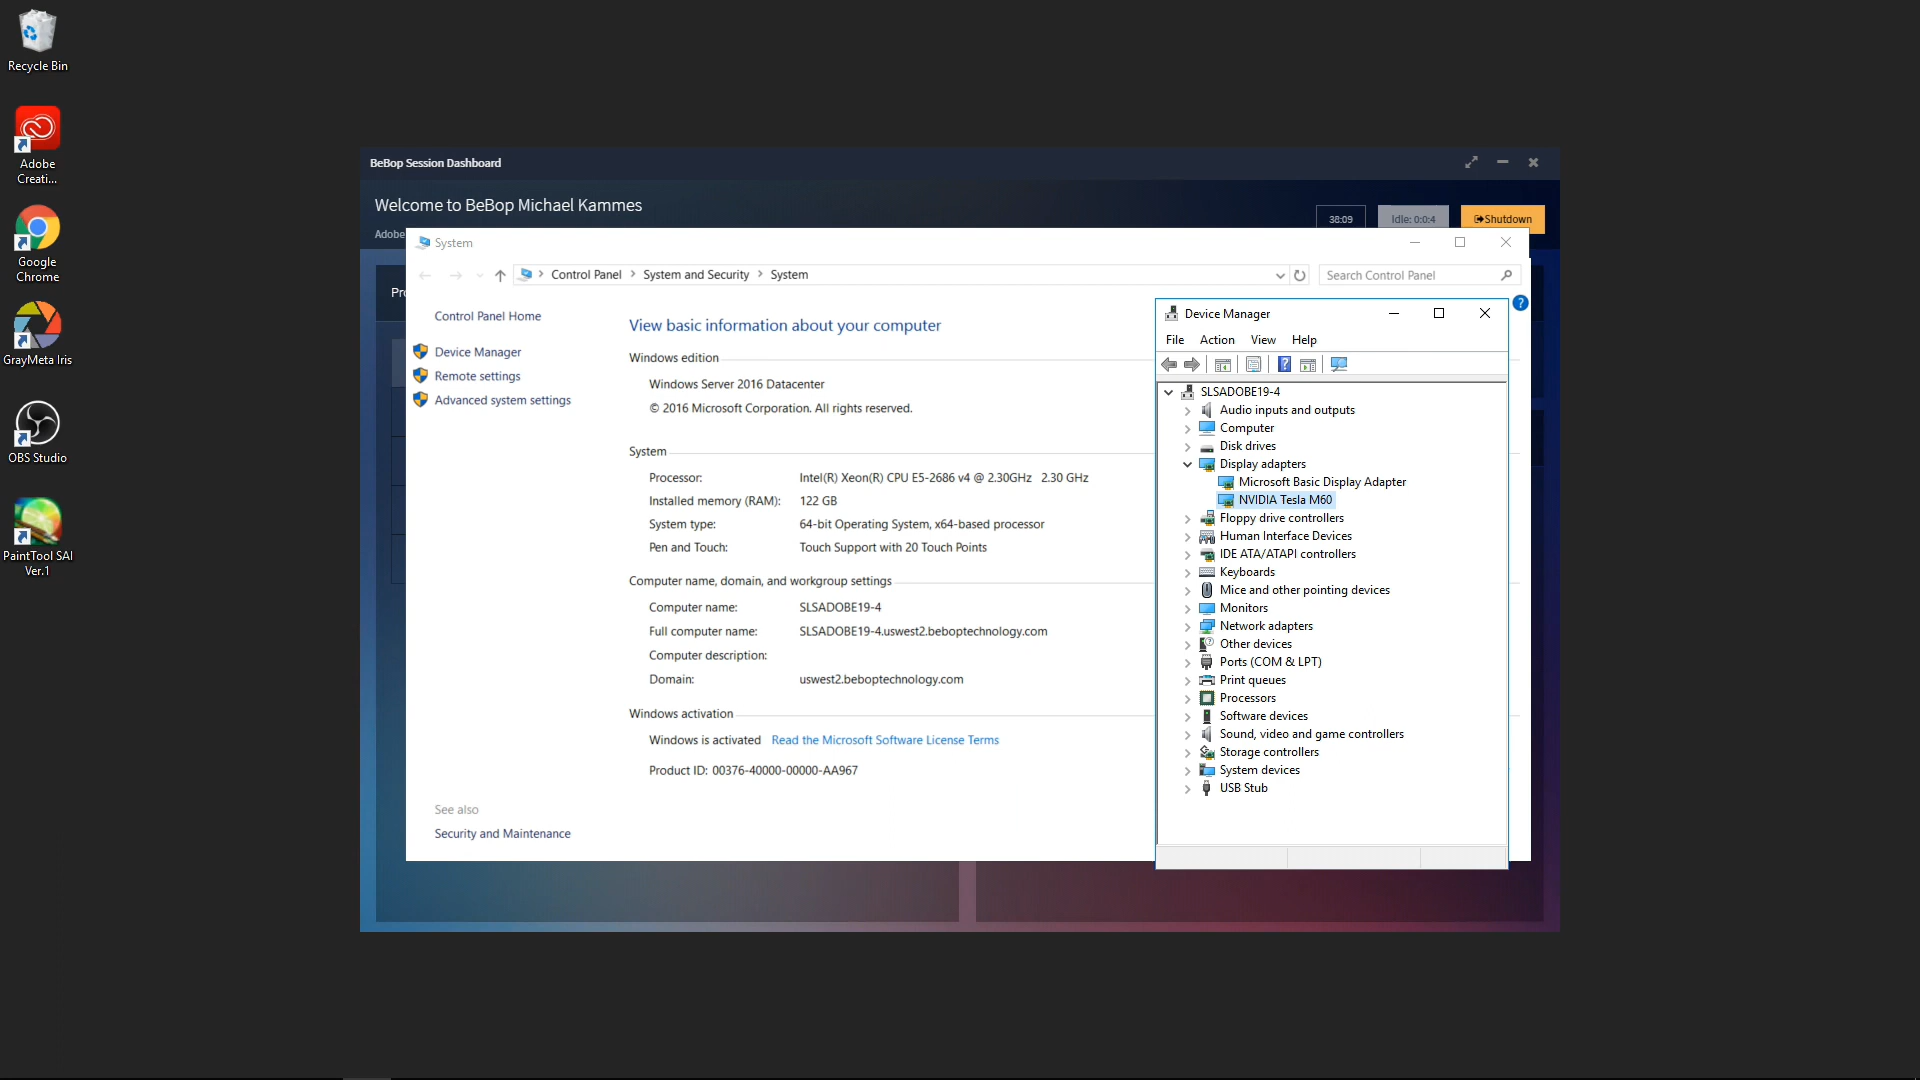 Recycle Bin
Adobe
Creati...
Google
Chrome
GrayMeta Iris
OBS Studio
PaintTool SAI
Ver.1
BeBop Session Dashboard
Welcome to BeBop Michael Kammes
38:09
Idle: 0:0:4
Shutdown
Adobe
System
Control Panel > System and Security > System
Search Control Panel
Control Panel Home
Device Manager
Remote settings
Advanced system settings
View basic information about your computer
Windows edition
Windows Server 2016 Datacenter
© 2016 Microsoft Corporation. All rights reserved.
System
Processor: Intel(R) Xeon(R) CPU E5-2686 v4 @ 2.30GHz 2.30 GHz
Installed memory (RAM): 122 GB
System type: 64-bit Operating System, x64-based processor
Pen and Touch: Touch Support with 20 Touch Points
Computer name, domain, and workgroup settings
Computer name: SLSADOBE19-4
Full computer name: SLSADOBE19-4.uswest2.beboptechnology.com
Computer description:
Domain: uswest2.beboptechnology.com
Windows activation
Windows is activated Read the Microsoft Software License Terms
Product ID: 00376-40000-00000-AA967
See also
Security and Maintenance
Device Manager
File Action View Help
SLSADOBE19-4
Audio inputs and outputs
Computer
Disk drives
Display adapters
Microsoft Basic Display Adapter
NVIDIA Tesla M60
Floppy drive controllers
Human Interface Devices
IDE ATA/ATAPI controllers
Keyboards
Mice and other pointing devices
Monitors
Network adapters
Other devices
Ports (COM & LPT)
Print queues
Processors
Software devices
Sound, video and game controllers
Storage controllers
System devices
USB Stub